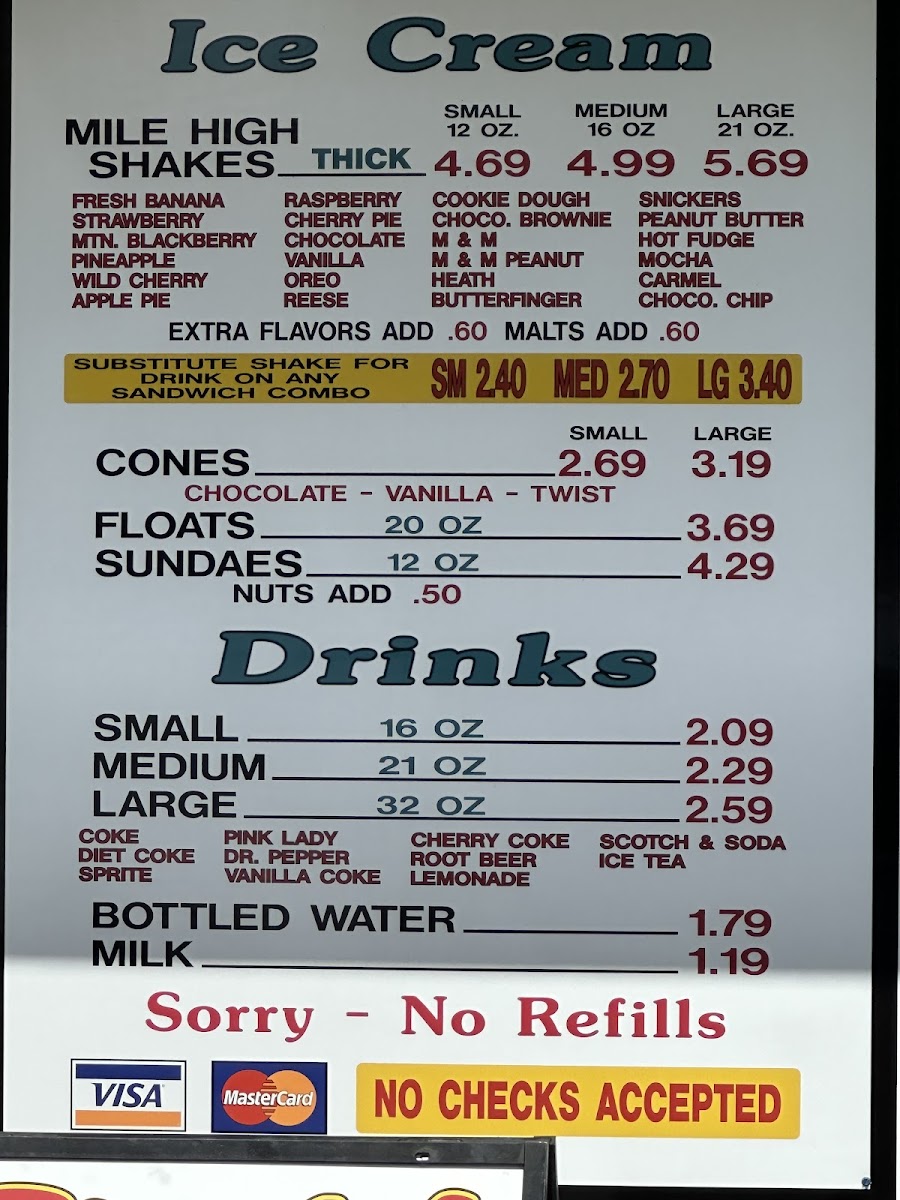 Ice Cream
SMALL MEDIUM LARGE
12 OZ. 16 OZ 21 OZ.
MILE HIGH
SHAKES THICK 4.69 4.99 5.69
FRESH BANANA RASPBERRY COOKIE DOUGH SNICKERS
STRAWBERRY CHERRY PIE CHOCO. BROWNIE PEANUT BUTTER
MTN. BLACKBERRY CHOCOLATE M & M HOT FUDGE
PINEAPPLE VANILLA M & M PEANUT MOCHA
WILD CHERRY OREO HEATH CARMEL
APPLE PIE REESE BUTTERFINGER CHOCO. CHIP
EXTRA FLAVORS ADD .60 MALTS ADD .60
SUBSTITUTE SHAKE FOR
DRINK ON ANY
SANDWICH COMBO
SM 2.40 MED 2.70 LG 3.40
SMALL LARGE
CONES 2.69 3.19
CHOCOLATE - VANILLA - TWIST
FLOATS 20 OZ 3.69
SUNDAES 12 OZ 4.29
NUTS ADD .50
Drinks
SMALL 16 OZ 2.09
MEDIUM 21 OZ 2.29
LARGE 32 OZ 2.59
COKE PINK LADY CHERRY COKE SCOTCH & SODA
DIET COKE DR. PEPPER ROOT BEER ICE TEA
SPRITE VANILLA COKE LEMONADE
BOTTLED WATER 1.79
MILK 1.19
Sorry - No Refills
VISA MasterCard NO CHECKS ACCEPTED